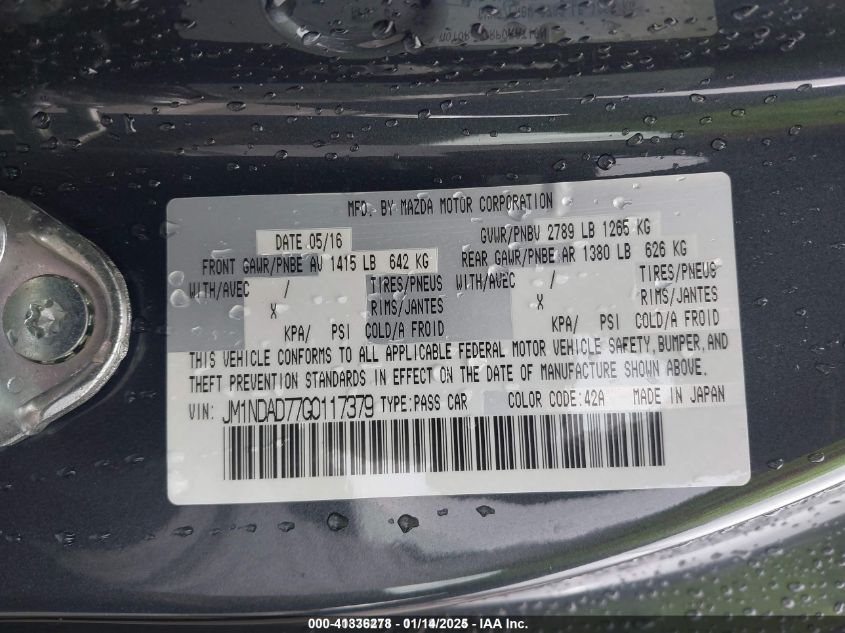 MFD. BY MAZDA MOTOR CORPORATION
DATE 05/16 GVWR/PNBV 2789 LB 1265 KG
FRONT GAWR/PNBE AV 1415 LB 642 KG REAR GAWR/PNBE AR 1380 LB 626 KG
WITH/AVEC / TIRES/PNEUS WITH/AVEC / TIRES/PNEUS
X RIMS/JANTES X RIMS/JANTES
KPA/ PSI COLD/A FROID KPA/ PSI COLD/A FROID
THIS VEHICLE CONFORMS TO ALL APPLICABLE FEDERAL MOTOR VEHICLE SAFETY, BUMPER, AND
THEFT PREVENTION STANDARDS IN EFFECT ON THE DATE OF MANUFACTURE SHOWN ABOVE.
VIN: JM1NDAD77G0117379 TYPE:PASS CAR COLOR CODE:42A MADE IN JAPAN
000-41336278 - 01/14/2025 - IAA Inc.